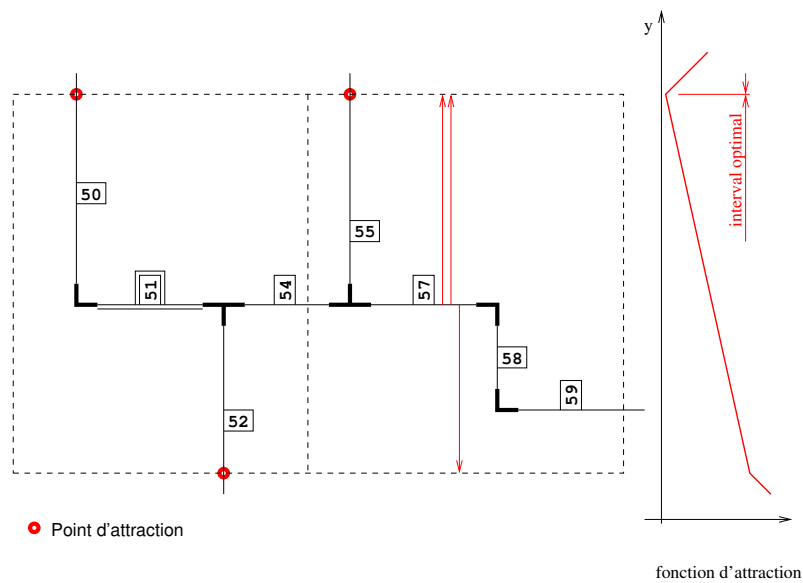 y
50
interval optimal
55
51
54
57
58
59
52
Point d'attraction
fonction d'attraction